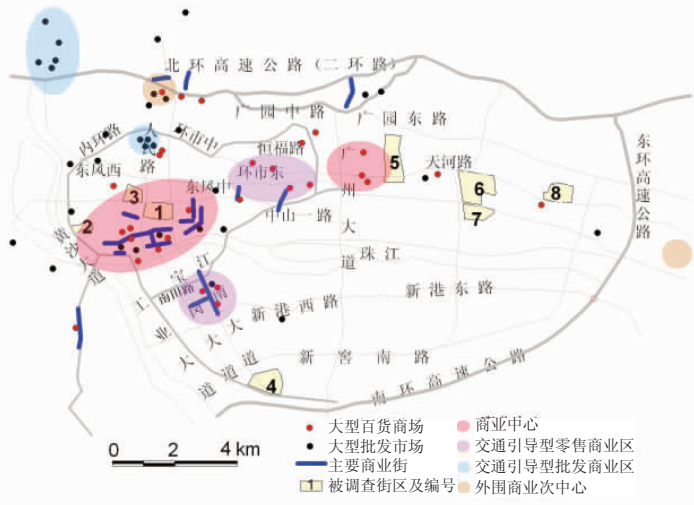 北环高速公路（二环路）
广园中路
广园东路
内环路
人民路
环市中
恒福路
东风西
东风中
环市东
广州大道
天河路
东环高速公路
5
6
7
8
3
1
2
中山一路
黄沙大道
珠江
宝岗大道
江南大道
南田路
工业大道
新港西路
新港东路
新窖南路
南环高速公路
4
0 2 4 km
大型百货商场
大型批发市场
主要商业街
1 被调查街区及编号
商业中心
交通引导型零售商业区
交通引导型批发商业区
外围商业次中心